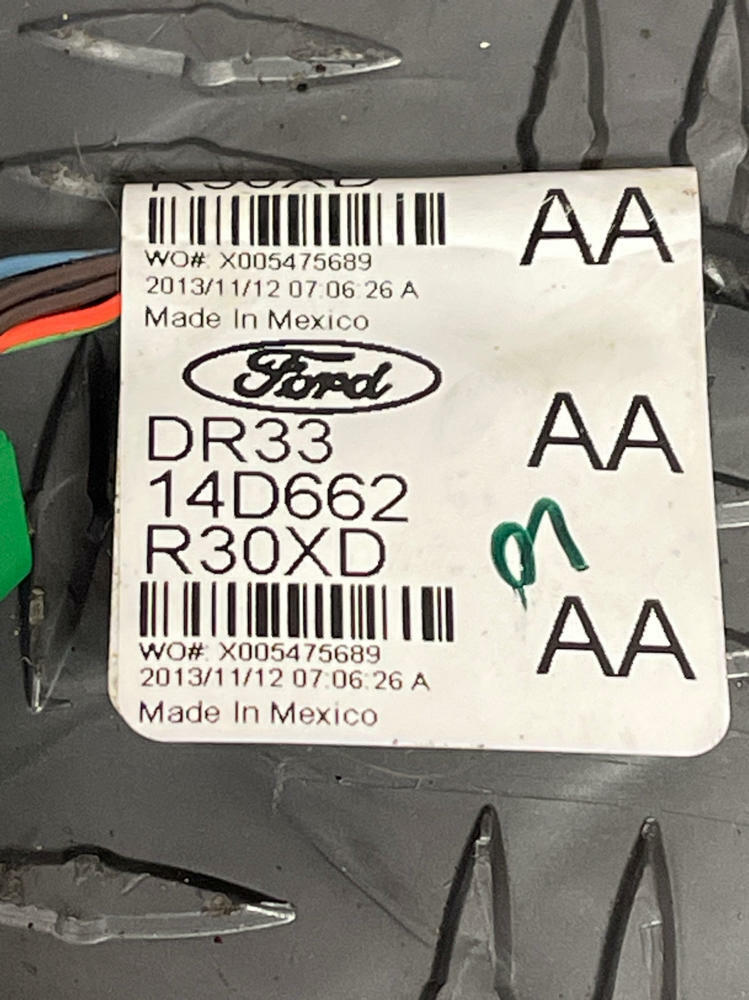 R30XD
AA
WO#: X005475689
2013/11/12 07:06:26 A
Made In Mexico
Ford
DR33
AA
14D662
R30XD
AA
WO#: X005475689
2013/11/12 07:06:26 A
Made In Mexico